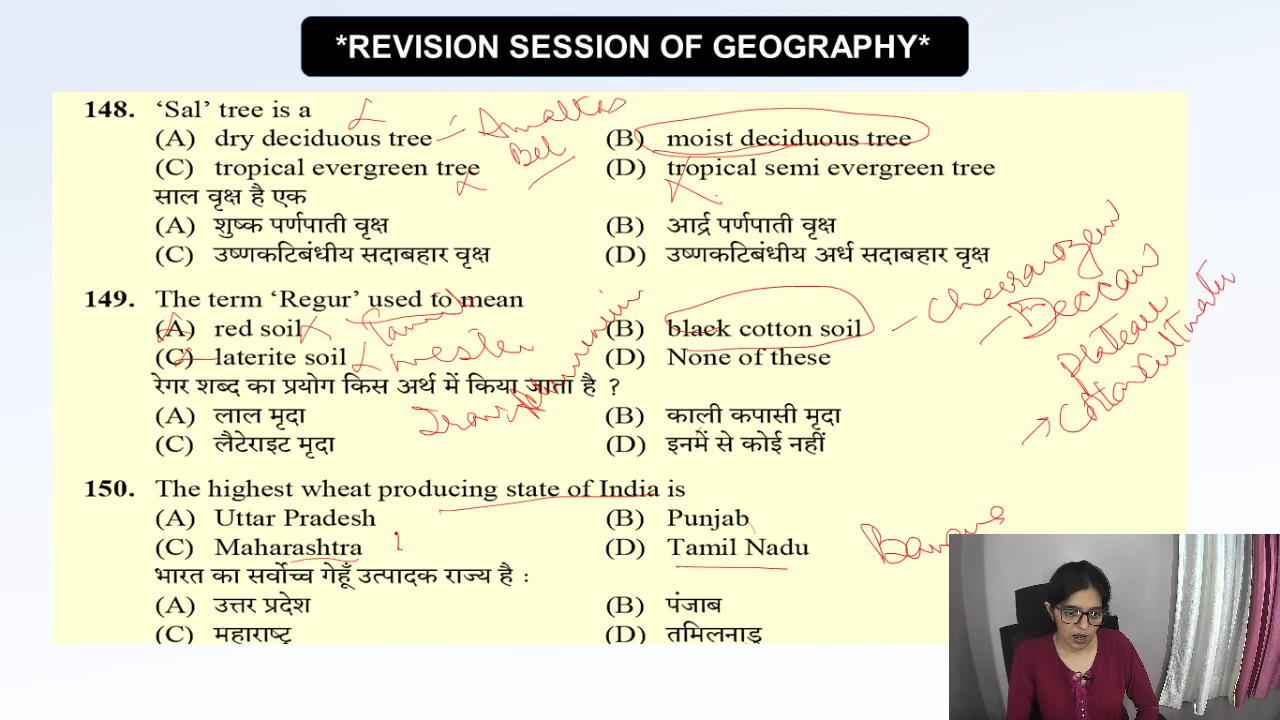 *REVISION SESSION OF GEOGRAPHY*
148. ‘Sal’ tree is a
(A) dry deciduous tree - Amaltas (B) moist deciduous tree
Bel
(C) tropical evergreen tree (D) tropical semi evergreen tree
साल वृक्ष है एक
(A) शुष्क पर्णपाती वृक्ष (B) आर्द्र पर्णपाती वृक्ष
(C) उष्णकटिबंधीय सदाबहार वृक्ष (D) उष्णकटिबंधीय अर्ध सदाबहार वृक्ष
149. The term ‘Regur’ used to mean
(A) red soil (B) black cotton soil
Deccan
plateau
(C) laterite soil (D) None of these
रेगर शब्द का प्रयोग किस अर्थ में किया जाता है ?
(A) लाल मृदा (B) काली कपासी मृदा
(C) लैटेराइट मृदा (D) इनमें से कोई नहीं
150. The highest wheat producing state of India is
(A) Uttar Pradesh (B) Punjab
(C) Maharashtra (D) Tamil Nadu
भारत का सर्वोच्च गेहूँ उत्पादक राज्य है :
(A) उत्तर प्रदेश (B) पंजाब
(C) महाराष्ट्र (D) तमिलनाडु